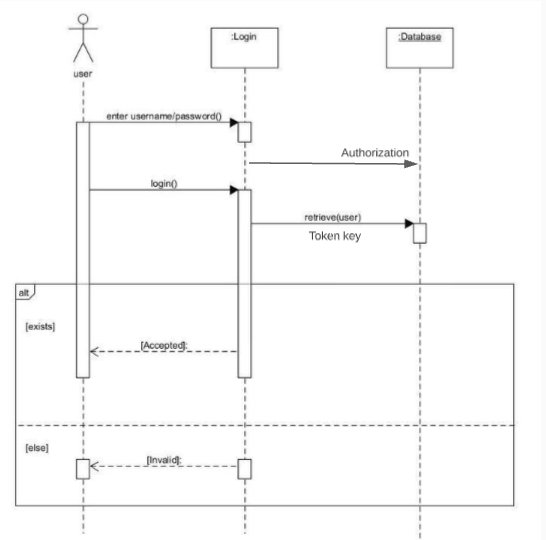 :Login
:Database
user
enter username/password()
Authorization
login()
retrieve(user)
Token key
alt
[exists]
[Accepted]:
[else]
[Invalid]: